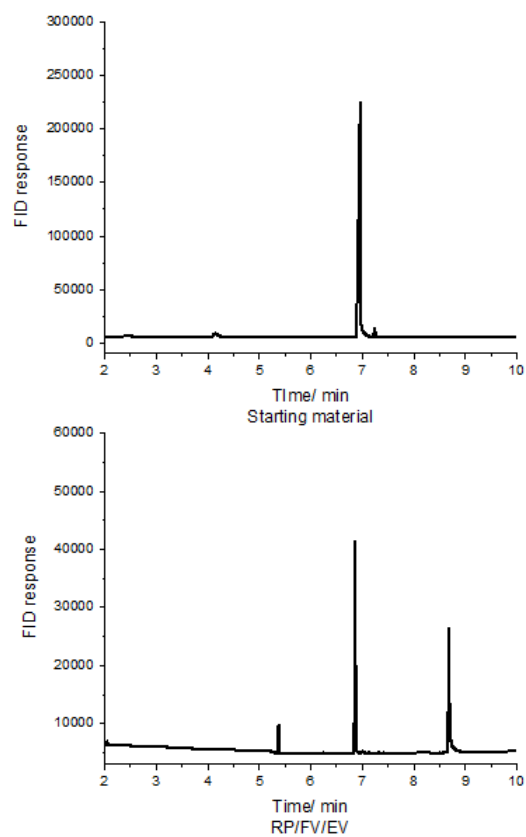 300000
250000
200000
150000
100000
50000
0
FID response
2 3 4 5 6 7 8 9 10
TIme/ min
Starting material
60000
50000
40000
30000
20000
10000
FID response
2 3 4 5 6 7 8 9 10
Time/ min
RP/FV/EV